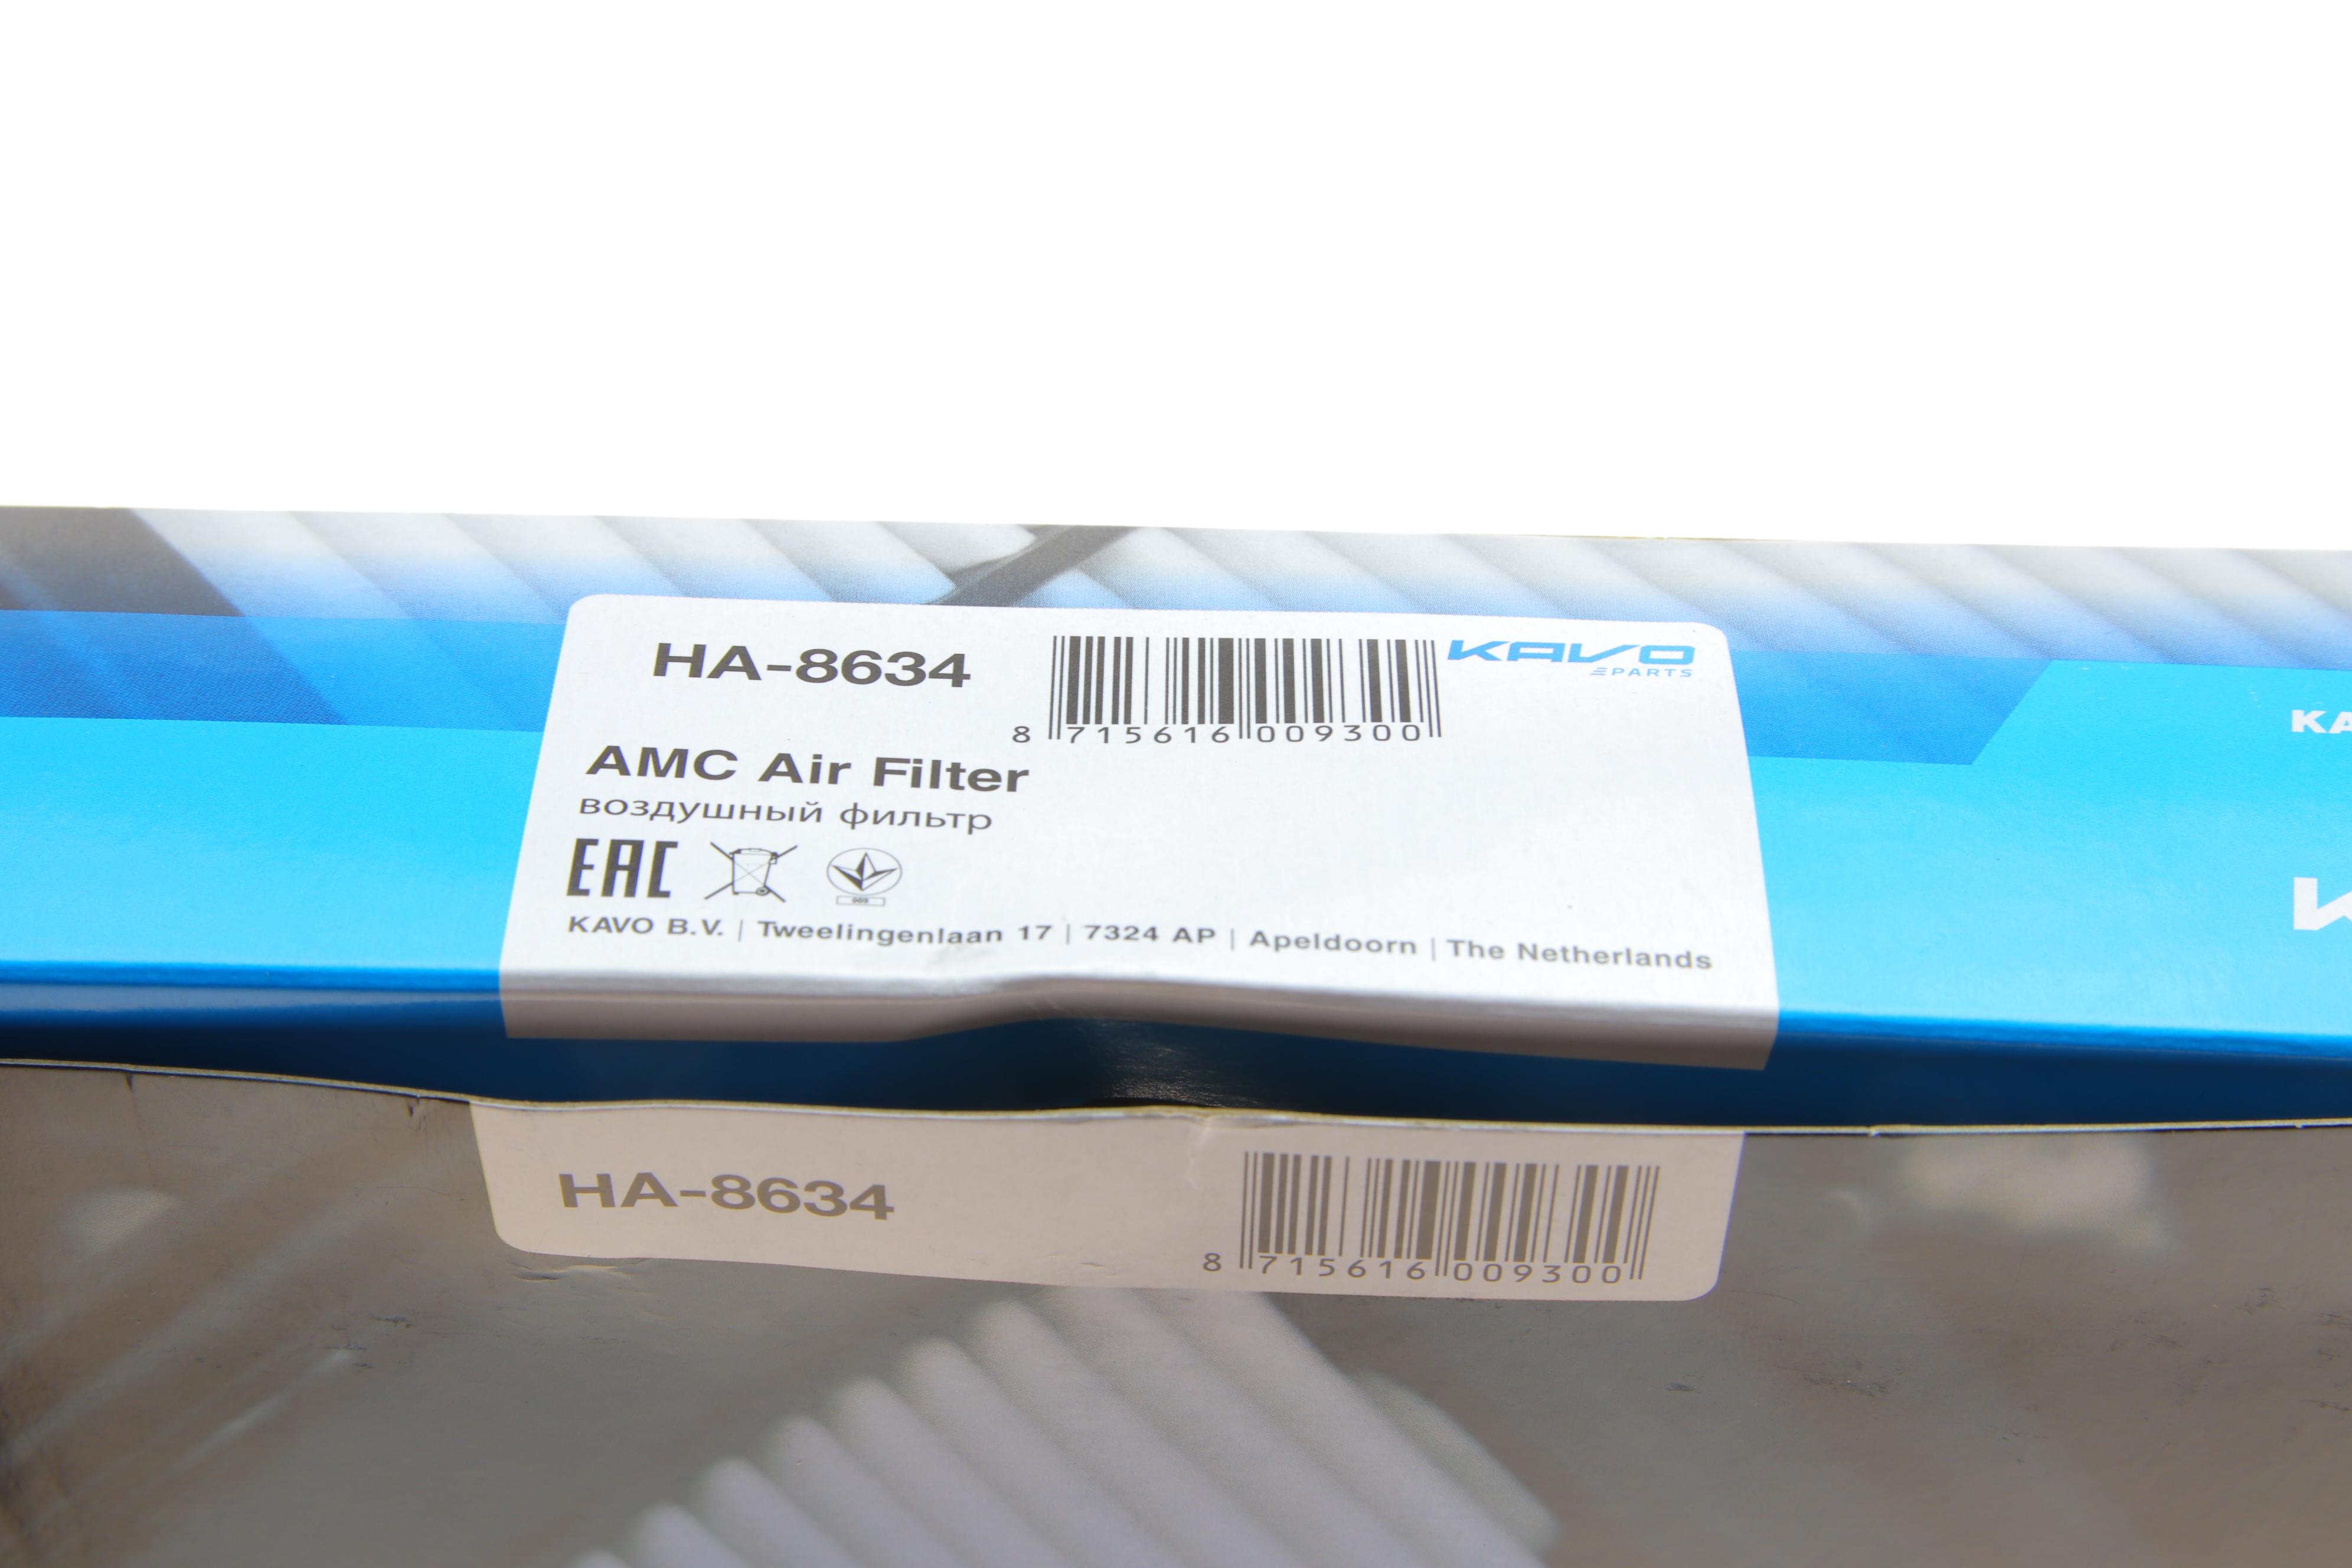 HA-8634
8 715616 009300
KAVO
PARTS
AMC Air Filter
воздушный фильтр
EAC
KAVO B.V. | Tweelingenlaan 17 | 7324 AP | Apeldoorn | The Netherlands
KA
HA-8634
8 715616 009300